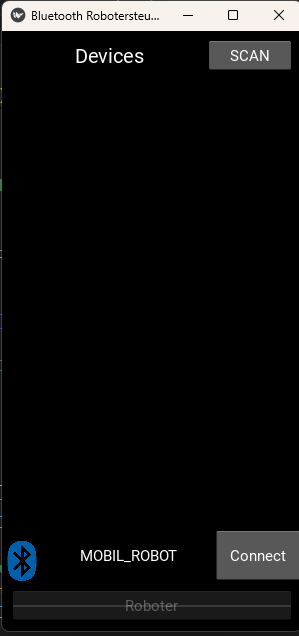 Bluetooth Robotersteu...
Devices
SCAN
MOBIL_ROBOT
Connect
Roboter